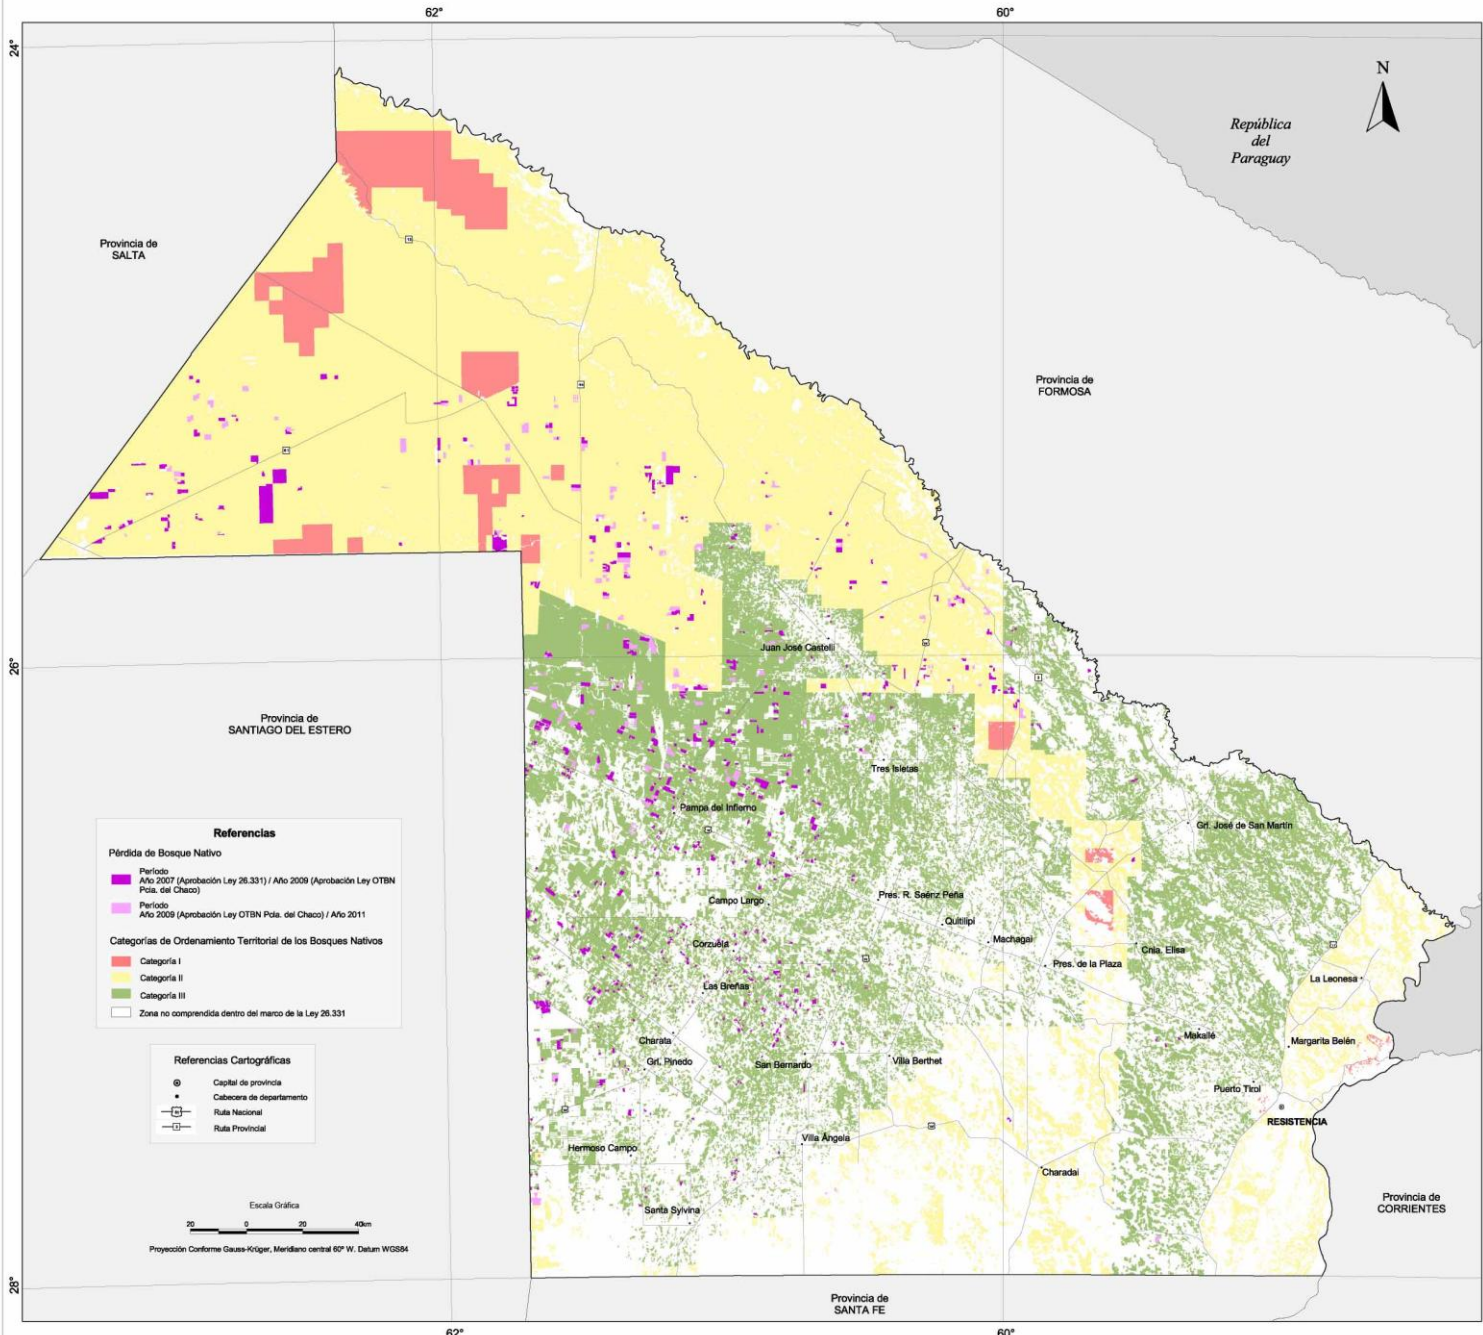 62°
60°
24°
N
República
del
Paraguay
Provincia de
SALTA
Provincia de
FORMOSA
26°
Juan José Castelli
Provincia de
SANTIAGO DEL ESTERO
Tres Isletas
Pampa del Infierno
Grl. José de San Martín
Referencias
Pérdida de Bosque Nativo
Período
Año 2007 (Aprobación Ley 26.331) / Año 2009 (Aprobación Ley OTBN
Pcia. del Chaco)
Período
Año 2009 (Aprobación Ley OTBN Pcia. del Chaco) / Año 2011
Categorías de Ordenamiento Territorial de los Bosques Nativos
Categoría I
Categoría II
Categoría III
Zona no comprendida dentro del marco de la Ley 26.331
Campo Largo
Pres. R. Saénz Peña
Quitilipi
Machagai
Corzuela
Pres. de la Plaza
Cnia. Elisa
La Leonesa
Las Breñas
Charata
Makallé
Margarita Belén
Grl. Pinedo
San Bernardo
Villa Berthet
Puerto Tirol
RESISTENCIA
Referencias Cartográficas
Capital de provincia
Cabecera de departamento
Ruta Nacional
Ruta Provincial
Hermoso Campo
Villa Ángela
Charadai
Santa Sylvina
Provincia de
CORRIENTES
Escala Gráfica
20 0 20 40km
Proyección Conforme Gauss-Krüger, Meridiano central 60º W. Datum WGS84
28°
Provincia de
SANTA FE
62°
60°